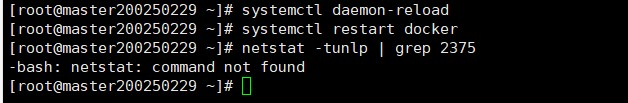 [root@master200250229 ~]# systemctl daemon-reload
[root@master200250229 ~]# systemctl restart docker
[root@master200250229 ~]# netstat -tunlp | grep 2375
-bash: netstat: command not found
[root@master200250229 ~]#